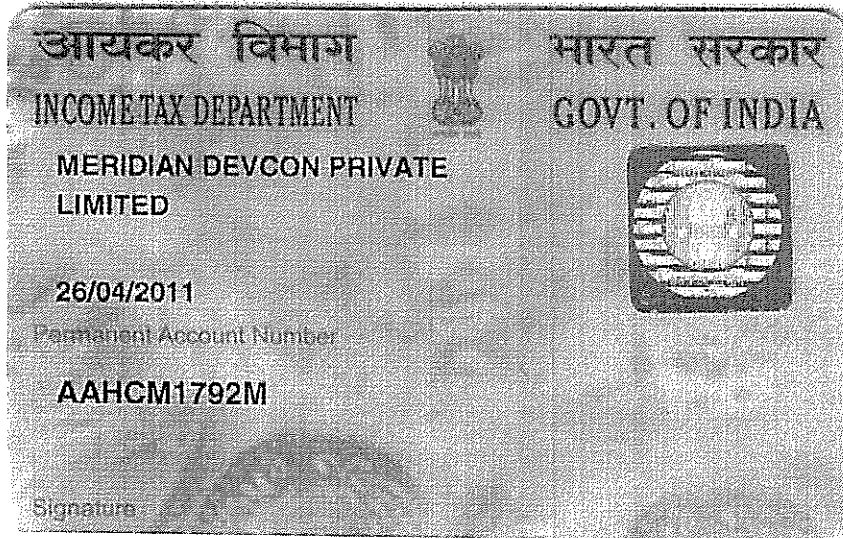 आयकर विभाग
भारत सरकार
INCOME TAX DEPARTMENT
GOVT. OF INDIA
MERIDIAN DEVCON PRIVATE
LIMITED
26/04/2011
Permanent Account Number
AAHCM1792M
Signature